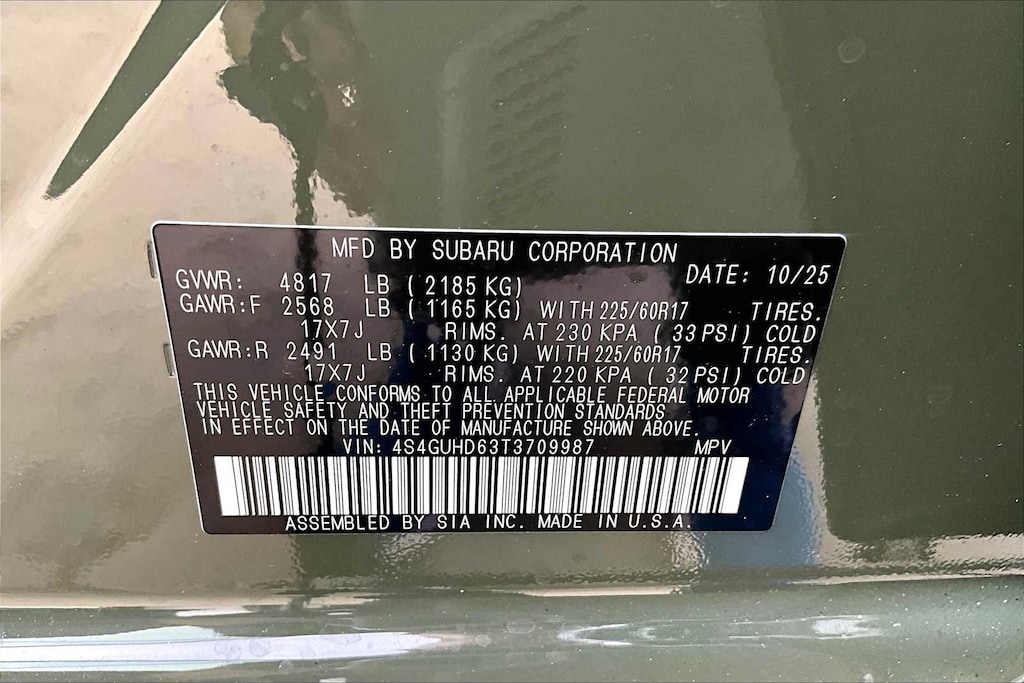 MFD BY SUBARU CORPORATION
GVWR: 4817 LB ( 2185 KG) DATE: 10/25
GAWR:F 2568 LB ( 1165 KG) WITH 225/60R17 TIRES.
17X7J RIMS. AT 230 KPA ( 33 PSI) COLD
GAWR:R 2491 LB ( 1130 KG) WITH 225/60R17 TIRES.
17X7J RIMS. AT 220 KPA ( 32 PSI) COLD
THIS VEHICLE CONFORMS TO ALL APPLICABLE FEDERAL MOTOR
VEHICLE SAFETY AND THEFT PREVENTION STANDARDS
IN EFFECT ON THE DATE OF MANUFACTURE SHOWN ABOVE.
VIN: 4S4GUHD63T3709987 MPV
ASSEMBLED BY SIA INC. MADE IN U.S.A.